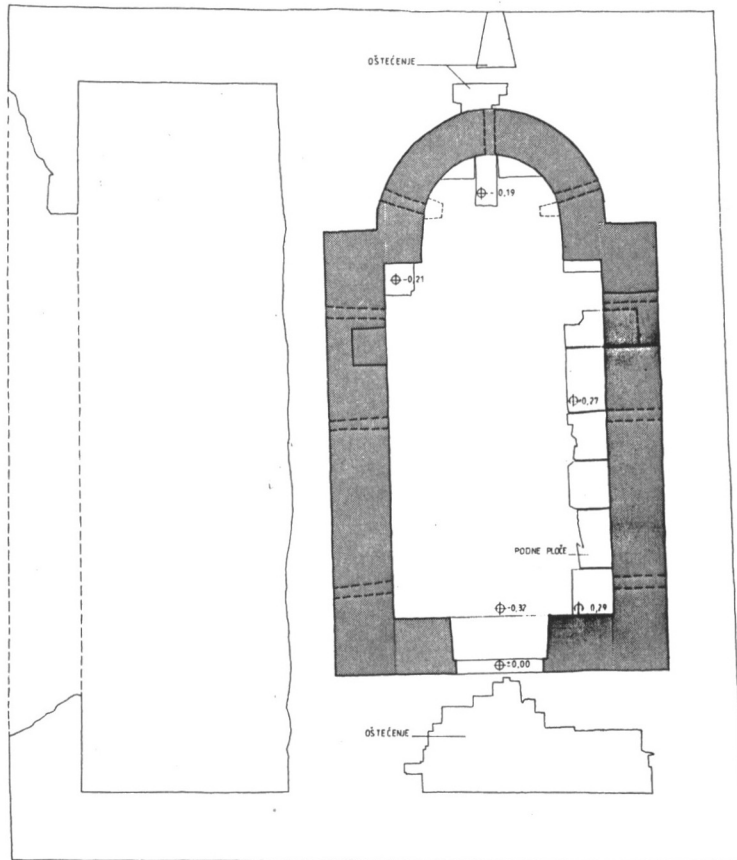 OŠTEĆENJE
-0,19
-0,21
-0,27
PODNE PLOČE
-0,32
0,29
±0,00
OŠTEĆENJE